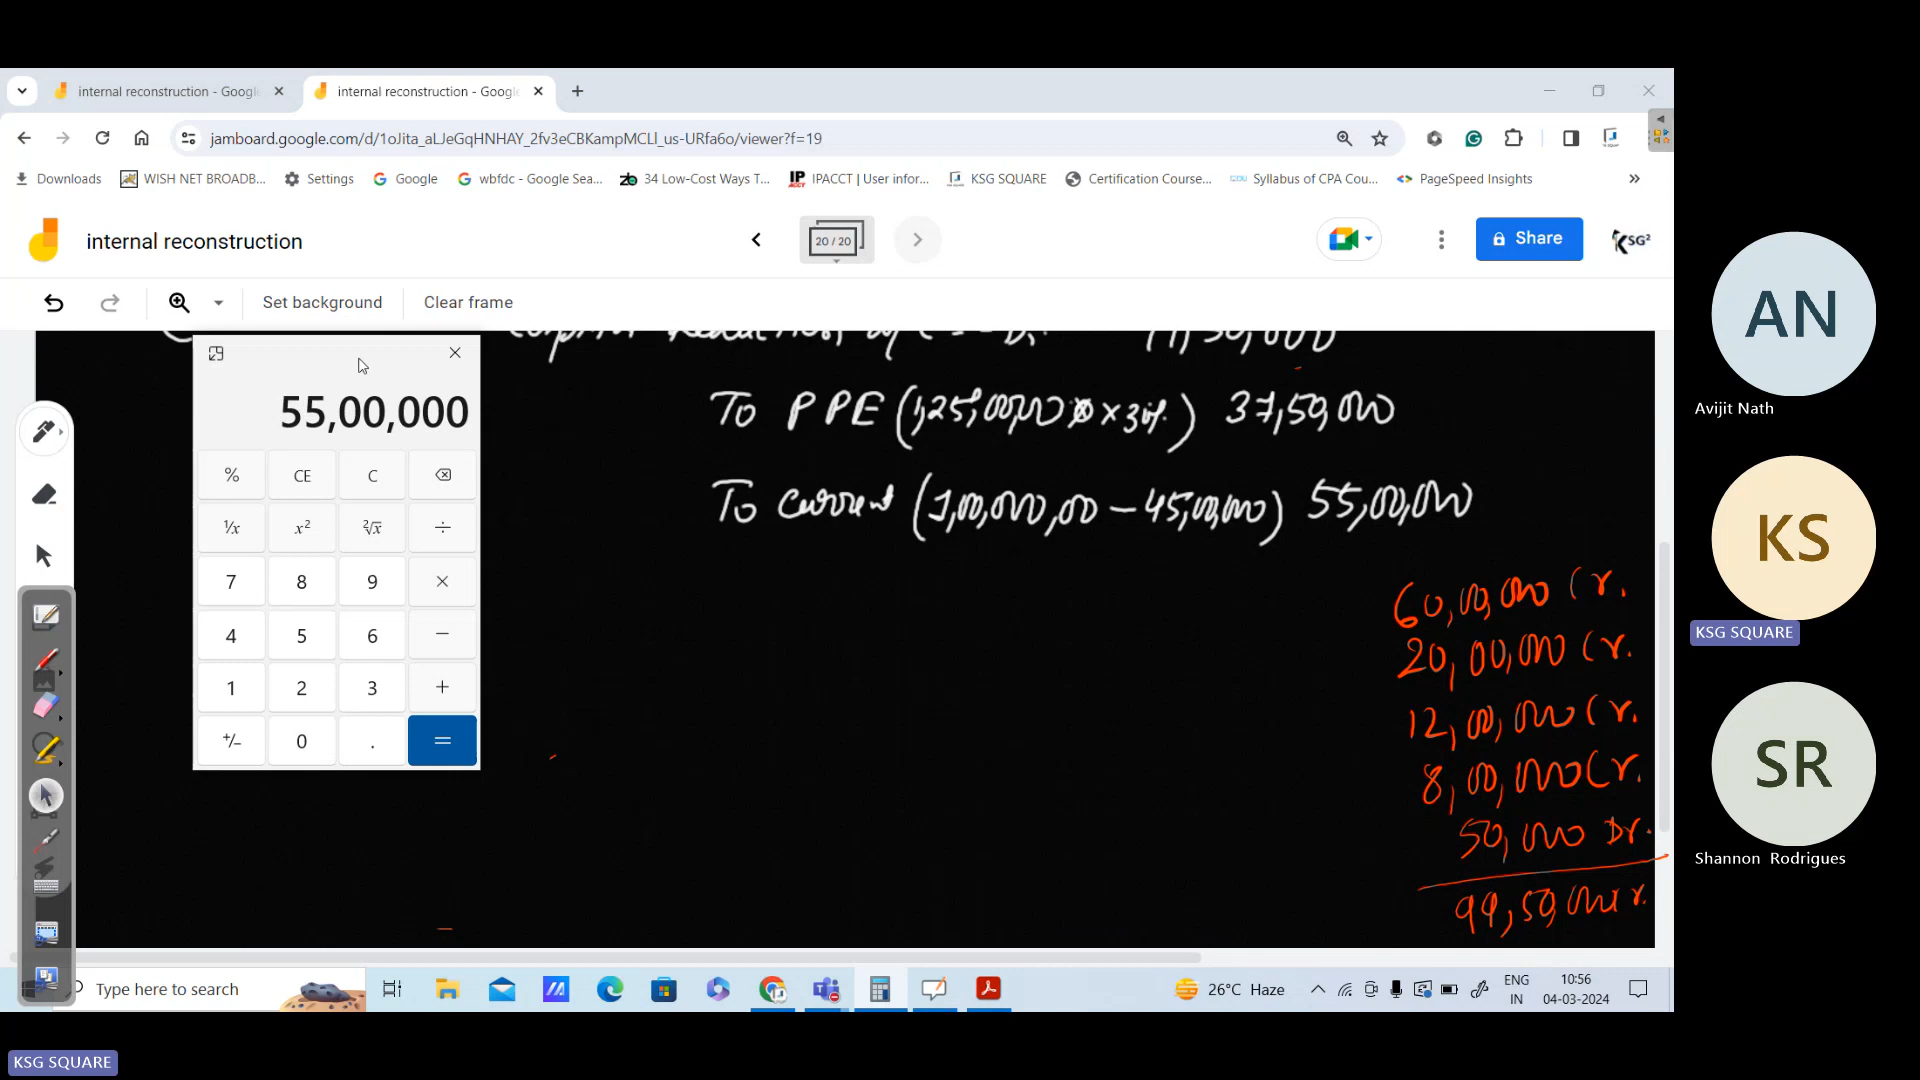 internal reconstruction - Googl
internal reconstruction - Google
jamboard.google.com/d/1oJita_aLJeGqHNHAY_2fv3eCBKampMCLl_us-URfa6o/viewer?f=19
Downloads
WISH NET BROADB...
Settings
Google
wbfdc - Google Sea...
34 Low-Cost Ways T...
IPACCT | User infor...
KSG SQUARE
Certification Course...
Syllabus of CPA Cou...
PageSpeed Insights
internal reconstruction
20 / 20
Share
KSG²
Set background
Clear frame
To PPE (1,25,00,000 × 30%) 37,50,000
To Current (1,00,000,00 - 45,00,000) 55,00,000
60,00,000 Cr.
20,00,000 Cr.
12,00,000 Cr.
8,00,000 Cr.
50,000 Dr.
99,50,000 Cr.
55,00,000
% CE C
¹/x x² ²√x ÷
7 8 9 ×
4 5 6 −
1 2 3 +
+/− 0 . =
AN
Avijit Nath
KS
KSG SQUARE
SR
Shannon Rodrigues
Type here to search
26°C Haze
ENG
IN
10:56
04-03-2024
KSG SQUARE